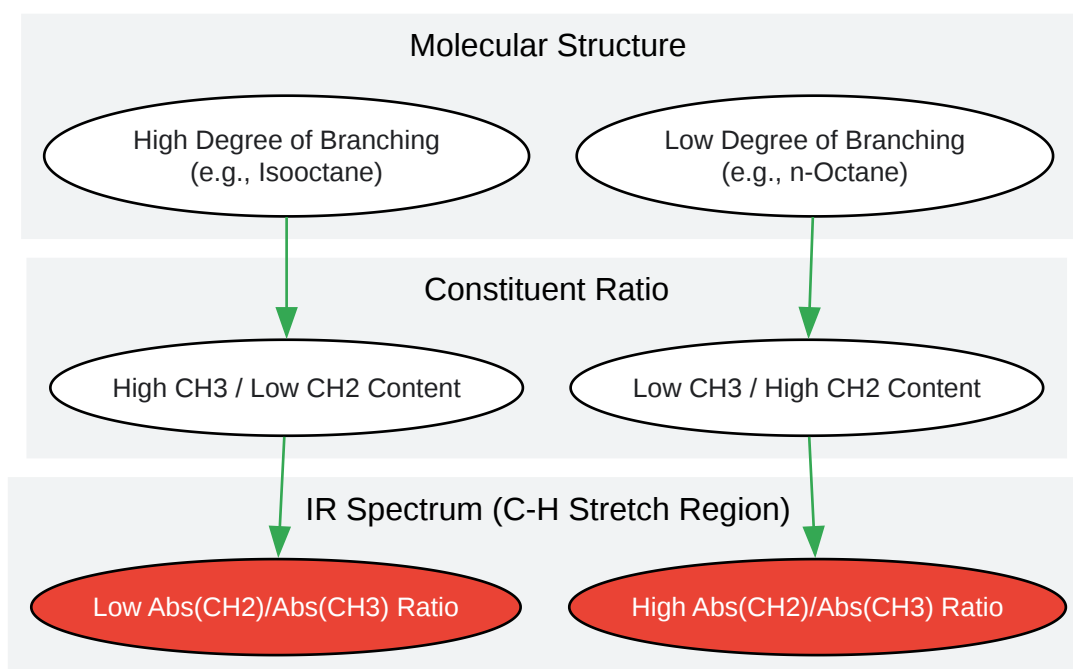 Molecular Structure
High Degree of Branching
(e.g., Isooctane)
Low Degree of Branching
(e.g., n-Octane)
Constituent Ratio
High CH3 / Low CH2 Content
Low CH3 / High CH2 Content
IR Spectrum (C-H Stretch Region)
Low Abs(CH2)/Abs(CH3) Ratio
High Abs(CH2)/Abs(CH3) Ratio